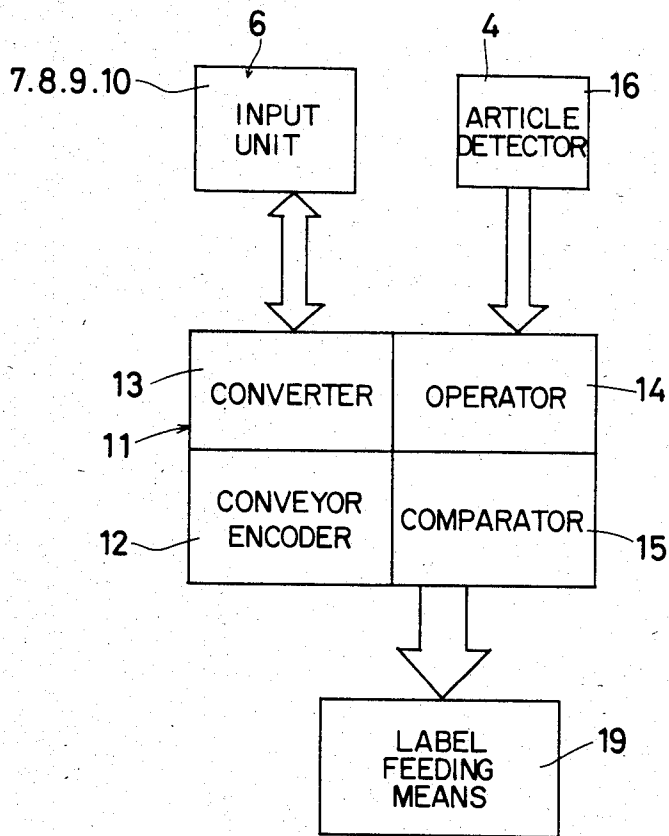 6
4
7.8.9.10
16
INPUT
UNIT
ARTICLE
DETECTOR
13
CONVERTER
OPERATOR
14
11
CONVEYOR
ENCODER
COMPARATOR
12
15
LABEL
FEEDING
MEANS
19